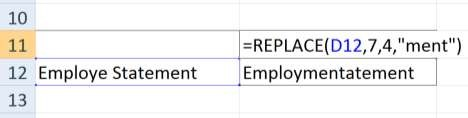 10
11 =REPLACE(D12,7,4,"ment")
12 Employe Statement Employmentatement
13